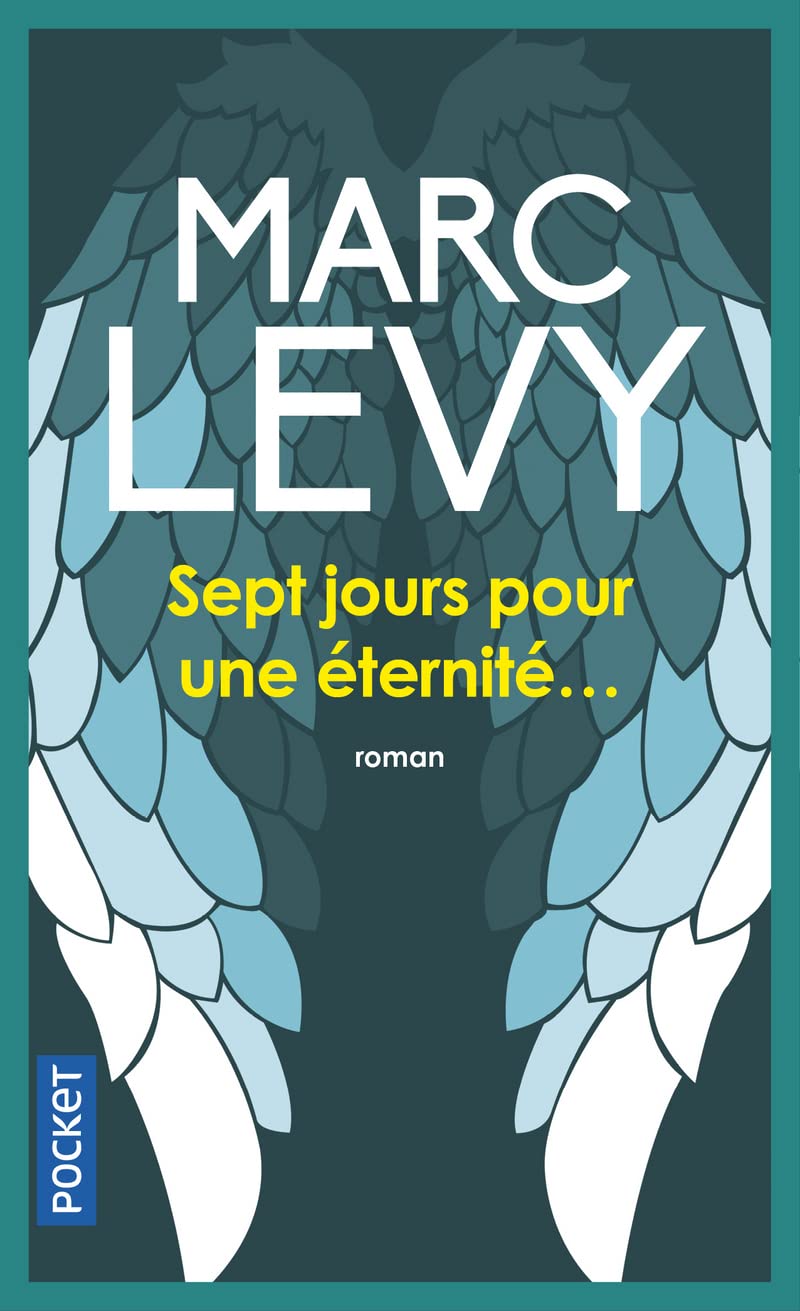 MARC
LEVY
Sept jours pour
une éternité...
roman
POCKET